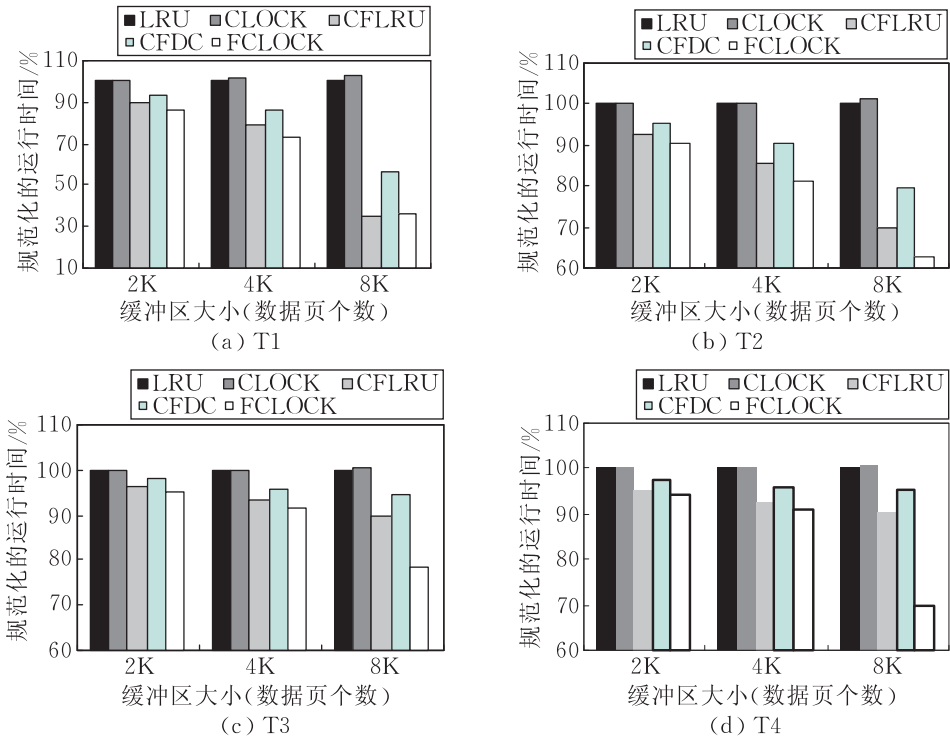 ■LRU ■CLOCK ■CFLRU
■CFDC □FCLOCK
110
90
70
50
30
10
规范化的运行时间/%
2K 4K 8K
缓冲区大小(数据页个数)
(a) T1
■LRU ■CLOCK ■CFLRU
■CFDC □FCLOCK
110
100
90
80
70
60
规范化的运行时间/%
2K 4K 8K
缓冲区大小(数据页个数)
(b) T2
■LRU ■CLOCK ■CFLRU
■CFDC □FCLOCK
110
100
90
80
70
60
规范化的运行时间/%
2K 4K 8K
缓冲区大小(数据页个数)
(c) T3
■LRU ■CLOCK ■CFLRU
■CFDC □FCLOCK
110
100
90
80
70
60
规范化的运行时间/%
2K 4K 8K
缓冲区大小(数据页个数)
(d) T4